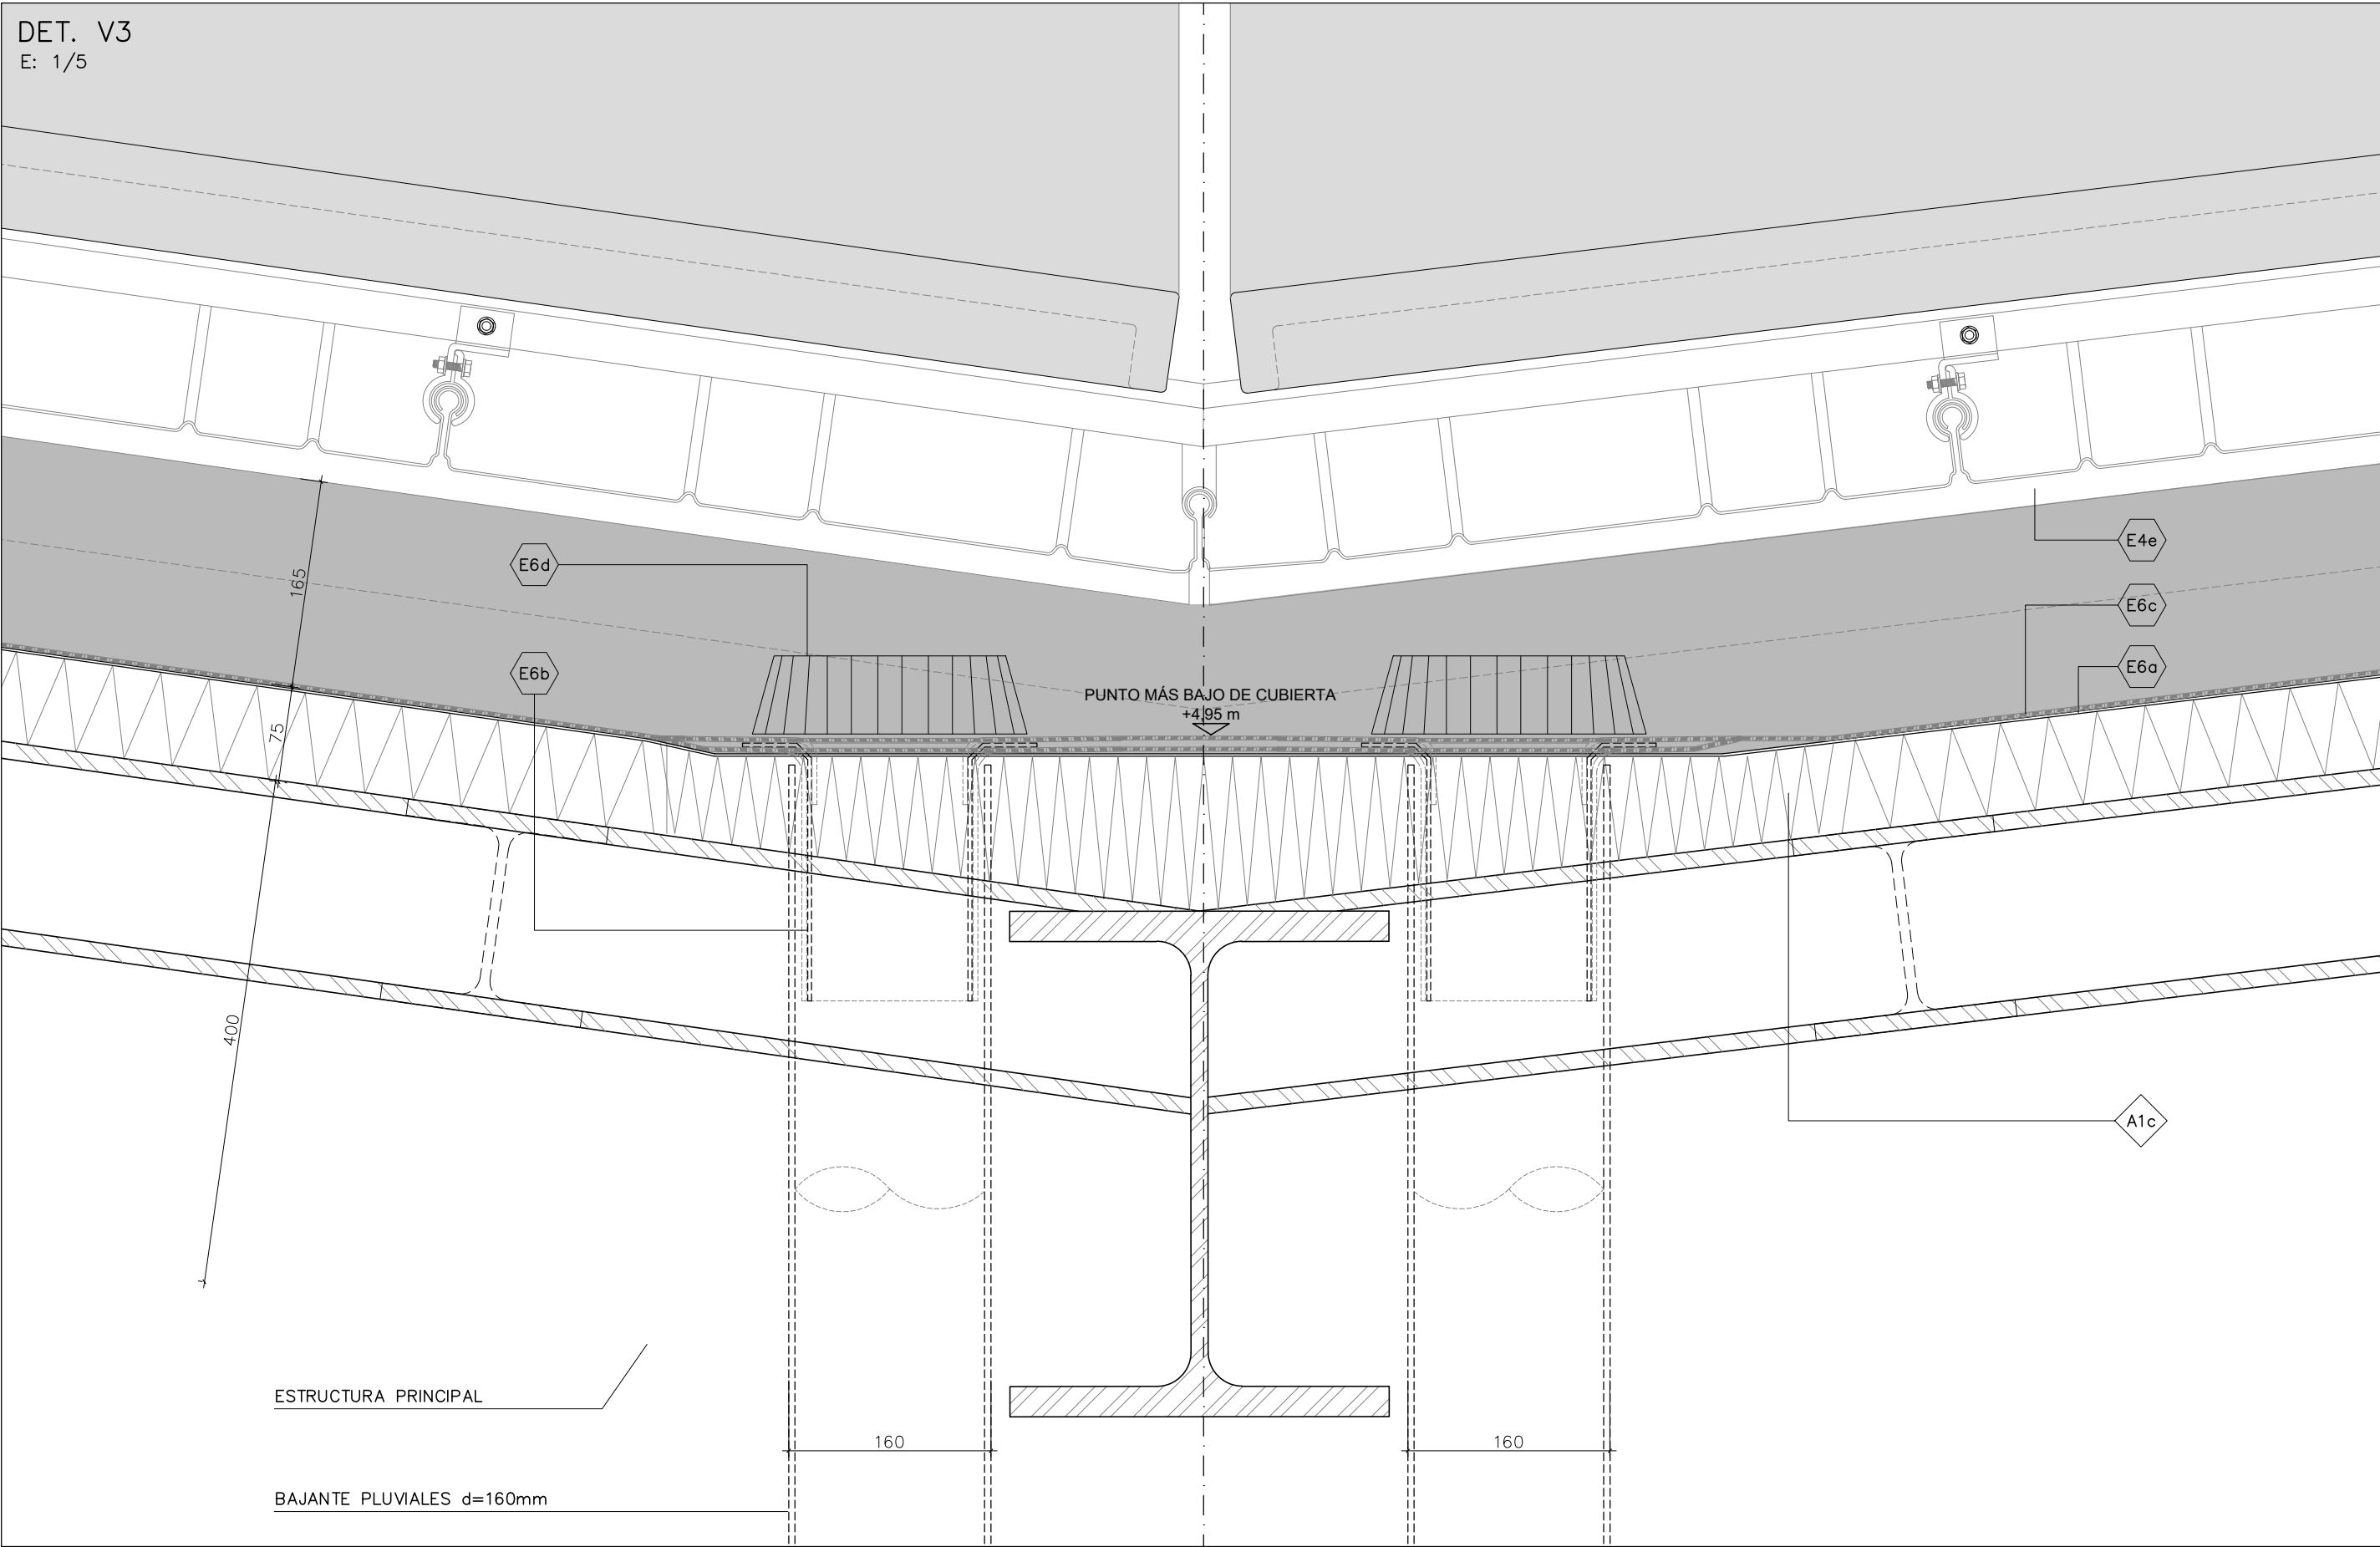 DET. V3
E: 1/5
E6d
E4e
165
E6c
E6b
E6a
PUNTO MÁS BAJO DE CUBIERTA
+4,95 m
75
400
A1c
ESTRUCTURA PRINCIPAL
160
160
BAJANTE PLUVIALES d=160mm